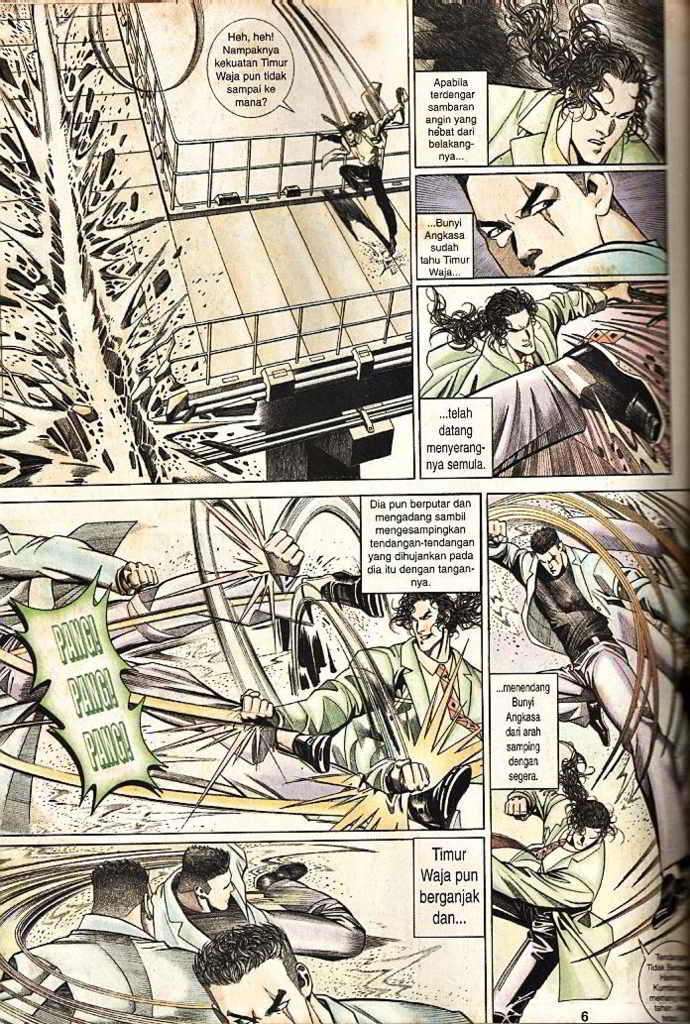 Heh, heh!
Nampaknya
kekuatan Timur
Waja pun tidak
sampai ke
mana?
Apabila
terdengar
sambaran
angin yang
hebat dari
belakang-
nya...
...Bunyi
Angkasa
sudah
tahu Timur
Waja...
...telah
datang
menyerang-
nya semula.
Dia pun berputar dan
mengadang sambil
mengesampingkan
tendangan-tendangan
yang dihujankan pada
dia itu dengan tangan-
nya.
PANG!
PANG!
PANG!
...menendang
Bunyi
Angkasa
dari arah
samping
dengan
segera.
Timur
Waja pun
berganjak
dan...
Tidak
6